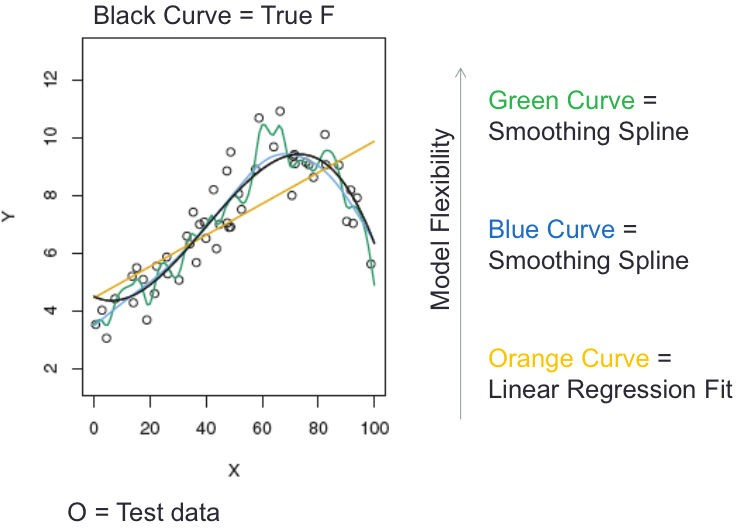 Black Curve = True F
12
10
8
6
4
2
Y
0 20 40 60 80 100
X
O = Test data
Model Flexibility
Green Curve =
Smoothing Spline
Blue Curve =
Smoothing Spline
Orange Curve =
Linear Regression Fit